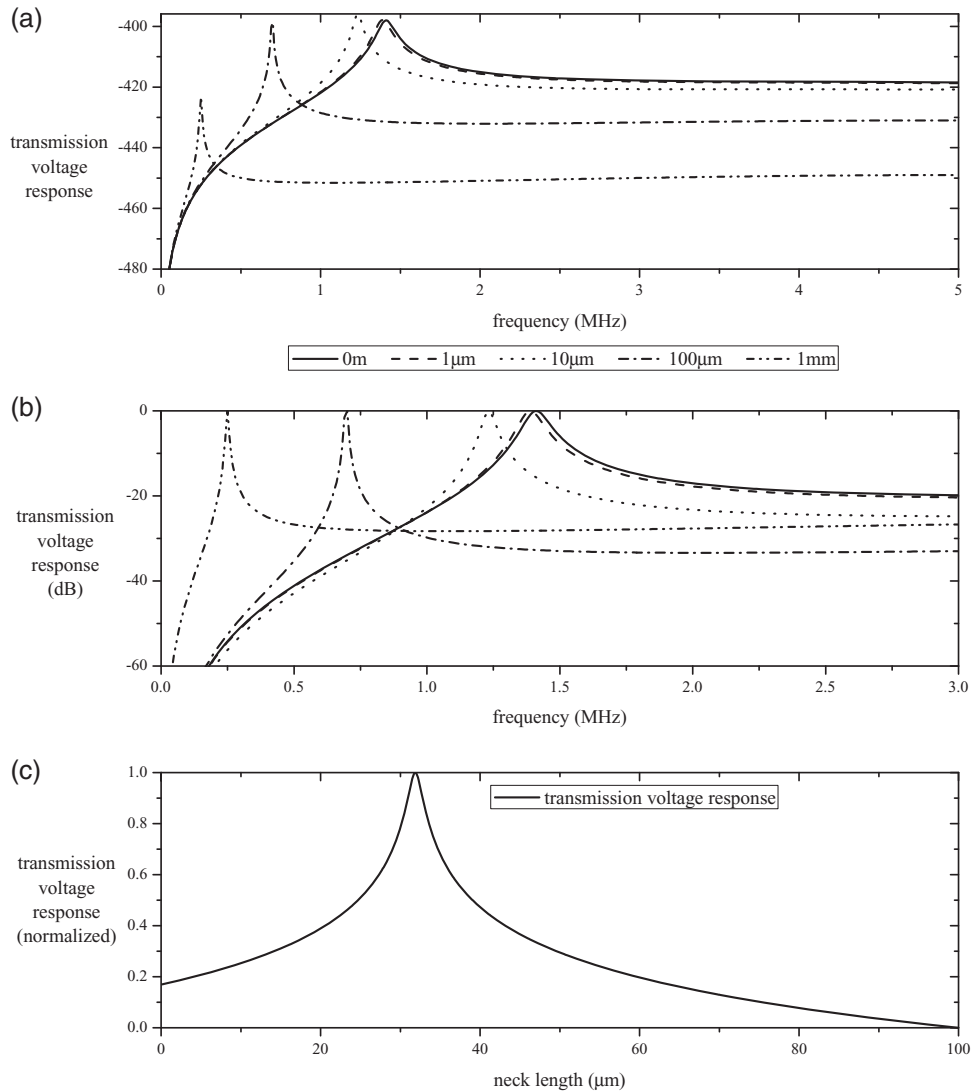 (a)
-400
-420
-440
-460
-480
transmission
voltage
response
0
1
2
3
4
5
frequency (MHz)
0m
1μm
10μm
100μm
1mm
(b)
0
-20
-40
-60
transmission
voltage
response
(dB)
0.0
0.5
1.0
1.5
2.0
2.5
3.0
frequency (MHz)
(c)
1.0
0.8
0.6
0.4
0.2
0.0
transmission voltage response
transmission
voltage
response
(normalized)
0
20
40
60
80
100
neck length (μm)